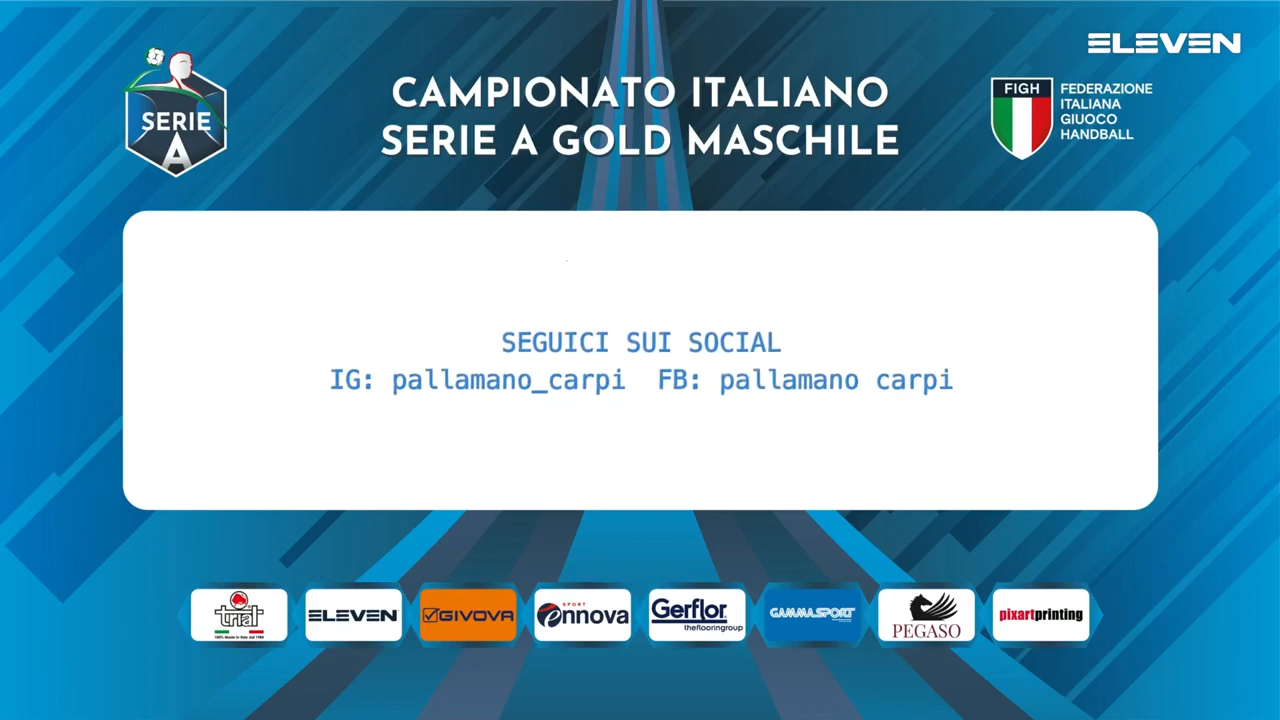 ELEVEN
SERIE
A
CAMPIONATO ITALIANO
SERIE A GOLD MASCHILE
FIGH
FEDERAZIONE
ITALIANA
GIUOCO
HANDBALL
SEGUICI SUI SOCIAL
IG: pallamano_carpi FB: pallamano carpi
trial
ELEVEN
GIVOVA
SPORT
ennova
Gerflor
theflooringgroup
GAMMASPORT
PEGASO
pixartprinting